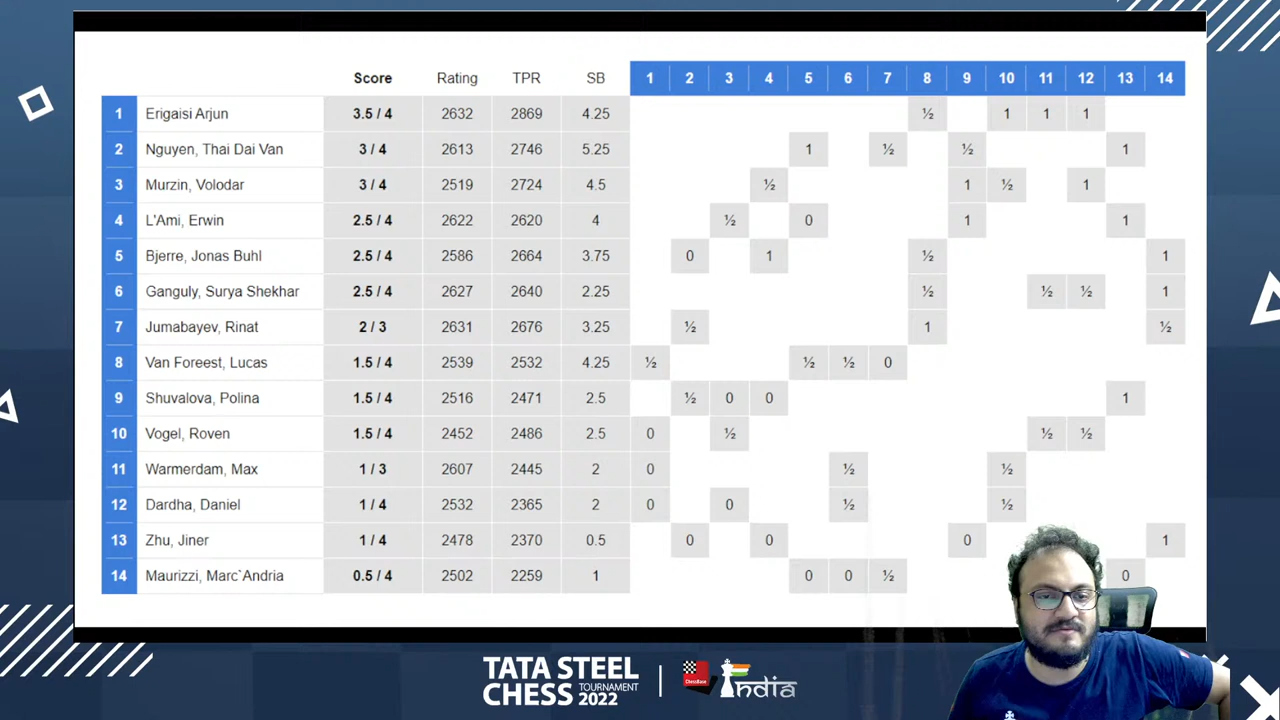 Score Rating TPR SB 1 2 3 4 5 6 7 8 9 10 11 12 13 14
1 Erigaisi Arjun 3.5 / 4 2632 2869 4.25 ½ 1 1 1
2 Nguyen, Thai Dai Van 3 / 4 2613 2746 5.25 1 ½ ½ 1
3 Murzin, Volodar 3 / 4 2519 2724 4.5 ½ 1 ½ 1
4 L'Ami, Erwin 2.5 / 4 2622 2620 4 ½ 0 1 1
5 Bjerre, Jonas Buhl 2.5 / 4 2586 2664 3.75 0 1 ½ 1
6 Ganguly, Surya Shekhar 2.5 / 4 2627 2640 2.25 ½ ½ ½ 1
7 Jumabayev, Rinat 2 / 3 2631 2676 3.25 ½ 1 ½
8 Van Foreest, Lucas 1.5 / 4 2539 2532 4.25 ½ ½ ½ 0
9 Shuvalova, Polina 1.5 / 4 2516 2471 2.5 ½ 0 0 1
10 Vogel, Roven 1.5 / 4 2452 2486 2.5 0 ½ ½ ½
11 Warmerdam, Max 1 / 3 2607 2445 2 0 ½ ½
12 Dardha, Daniel 1 / 4 2532 2365 2 0 0 ½ ½
13 Zhu, Jiner 1 / 4 2478 2370 0.5 0 0 0 1
14 Maurizzi, Marc`Andria 0.5 / 4 2502 2259 1 0 0 ½ 0
TATA STEEL
CHESS TOURNAMENT 2022
ChessBase India